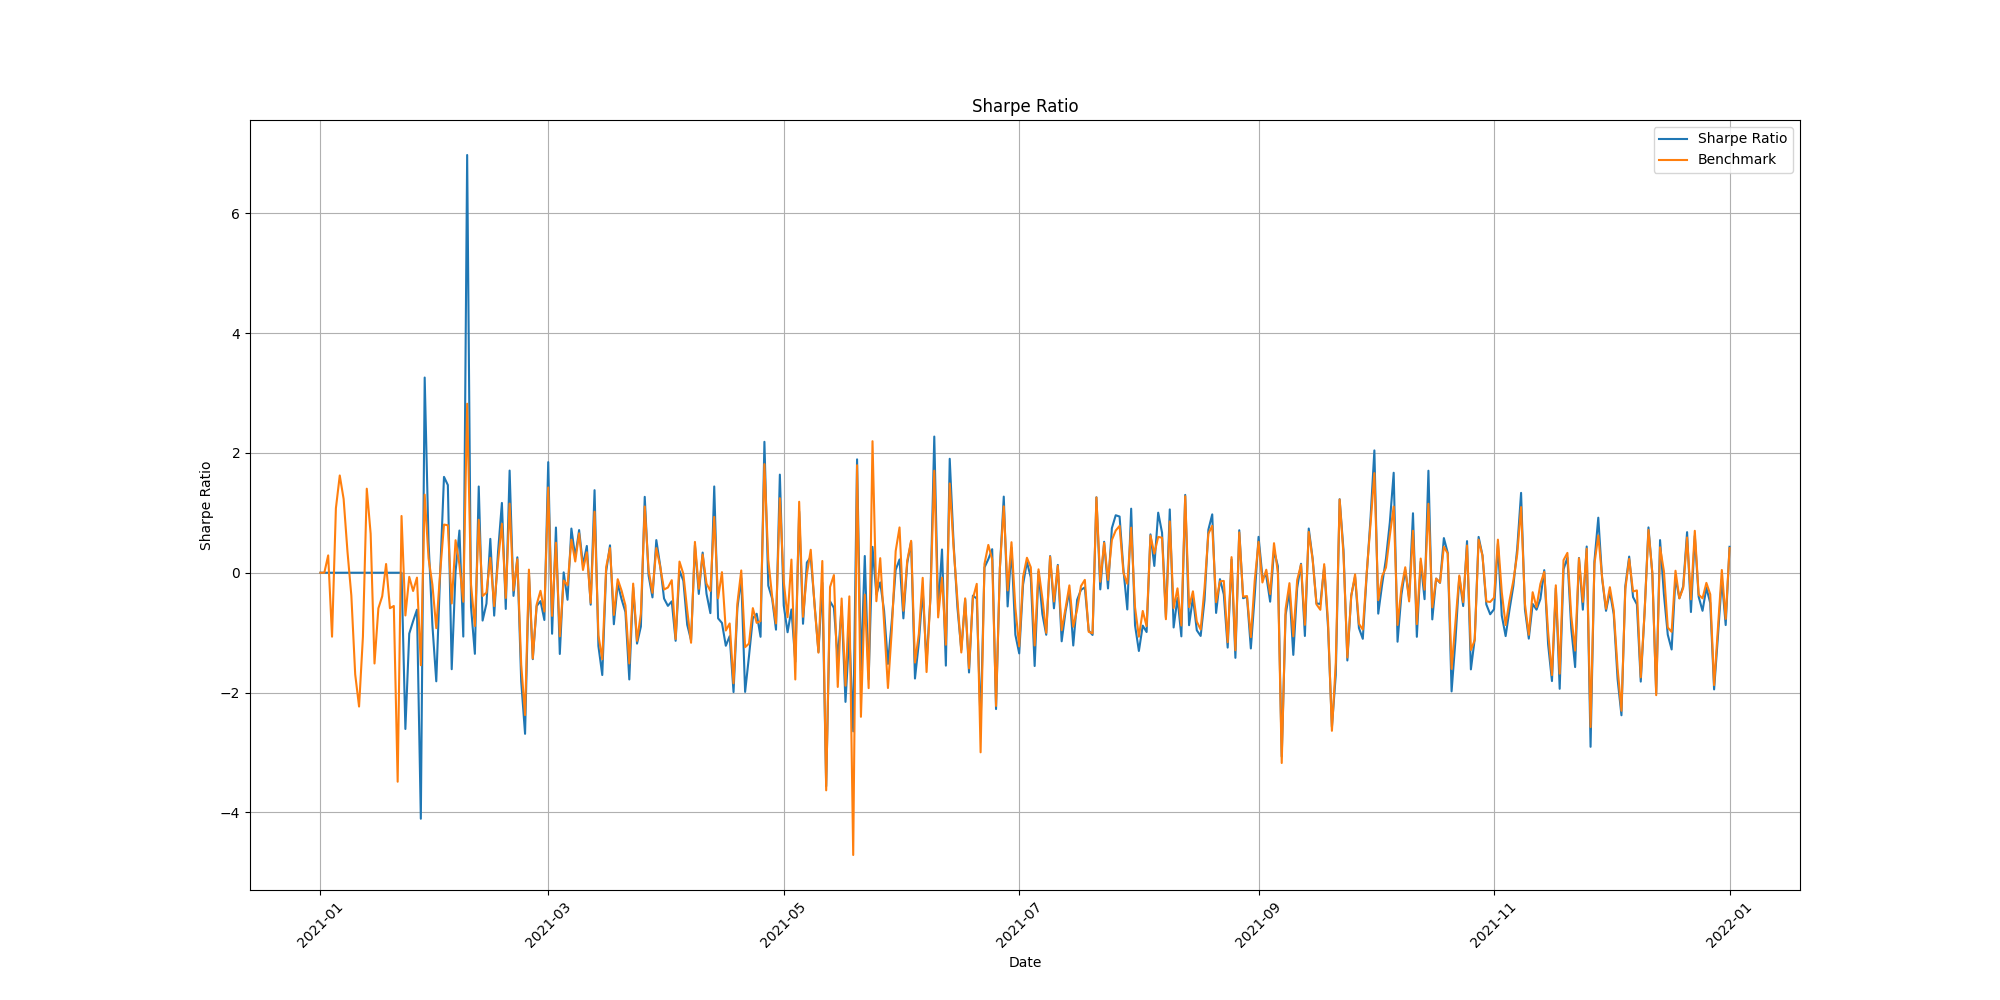 Sharpe Ratio
Sharpe Ratio
Benchmark
6
4
2
0
−2
−4
Sharpe Ratio
2021-01
2021-03
2021-05
2021-07
2021-09
2021-11
2022-01
Date